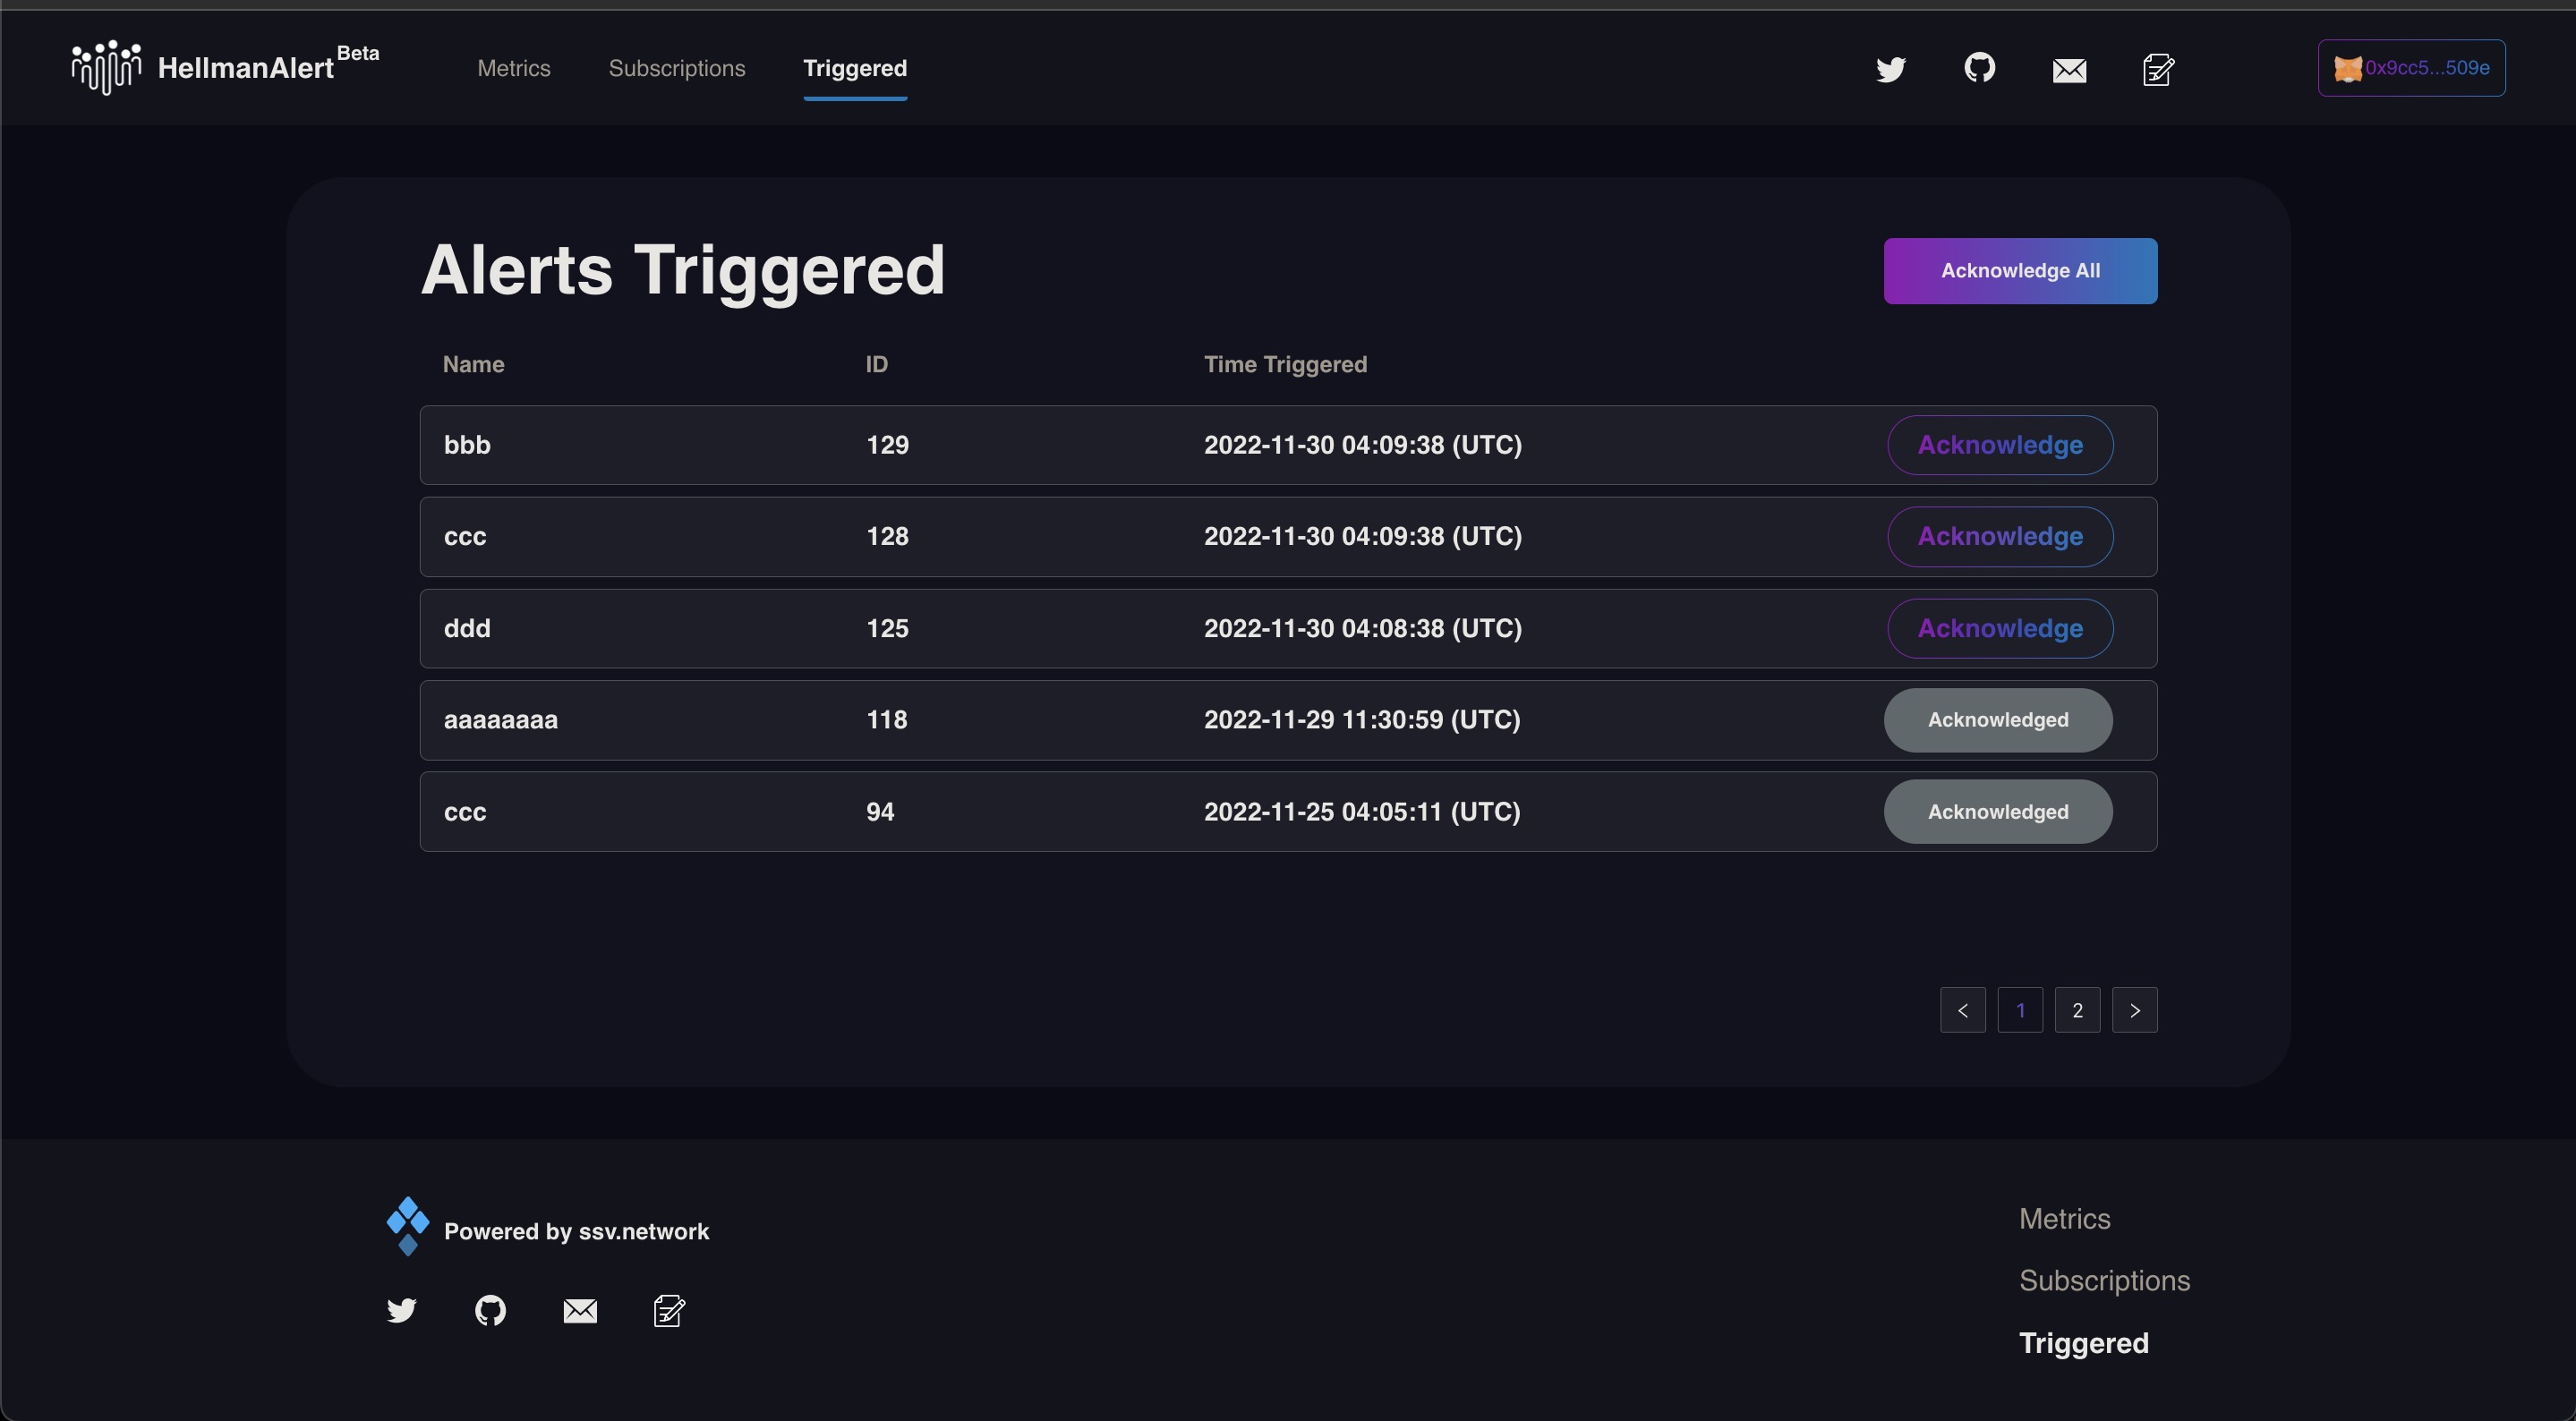 HellmanAlert Beta Metrics Subscriptions Triggered 0x9cc5...509e
Alerts Triggered Acknowledge All
Name ID Time Triggered
bbb 129 2022-11-30 04:09:38 (UTC) Acknowledge
ccc 128 2022-11-30 04:09:38 (UTC) Acknowledge
ddd 125 2022-11-30 04:08:38 (UTC) Acknowledge
aaaaaaaa 118 2022-11-29 11:30:59 (UTC) Acknowledged
ccc 94 2022-11-25 04:05:11 (UTC) Acknowledged
< 1 2 >
Powered by ssv.network
Metrics
Subscriptions
Triggered